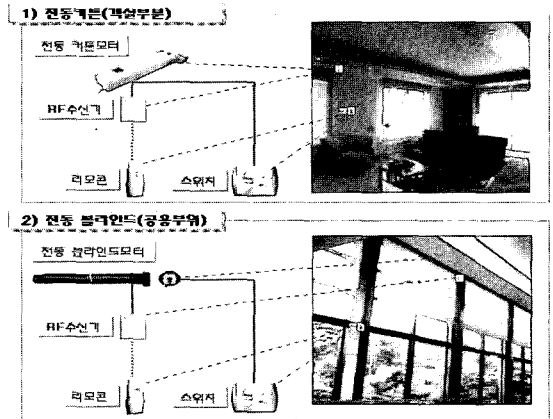 1) 전동커튼(객실부분)
전동 커튼모터
RF수신기
리모콘
스위치
2) 전동 블라인드(공용부위)
전동 블라인드모터
RF수신기
리모콘
스위치